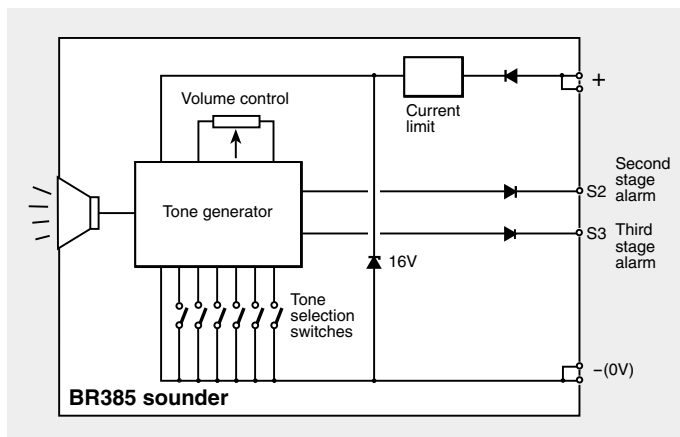 Volume control
Current
limit
+
Second
stage
alarm
S2
Tone generator
S3
Third
stage
alarm
16V
Tone
selection
switches
–(0V)
BR385 sounder